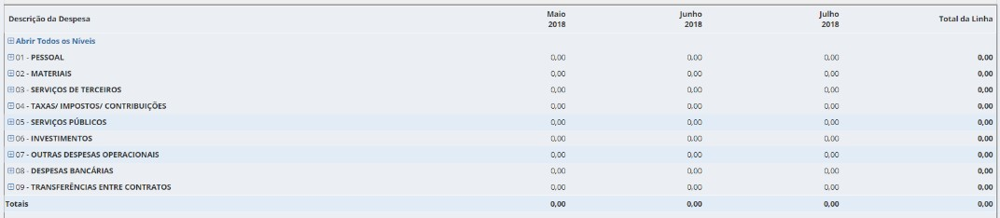 Descrição da Despesa Maio 2018 Junho 2018 Julho 2018 Total da Linha
Abrir Todos os Níveis
01 - PESSOAL 0,00 0,00 0,00 0,00
02 - MATERIAIS 0,00 0,00 0,00 0,00
03 - SERVIÇOS DE TERCEIROS 0,00 0,00 0,00 0,00
04 - TAXAS/ IMPOSTOS/ CONTRIBUIÇÕES 0,00 0,00 0,00 0,00
05 - SERVIÇOS PÚBLICOS 0,00 0,00 0,00 0,00
06 - INVESTIMENTOS 0,00 0,00 0,00 0,00
07 - OUTRAS DESPESAS OPERACIONAIS 0,00 0,00 0,00 0,00
08 - DESPESAS BANCÁRIAS 0,00 0,00 0,00 0,00
09 - TRANSFERÊNCIAS ENTRE CONTRATOS 0,00 0,00 0,00 0,00
Totais 0,00 0,00 0,00 0,00